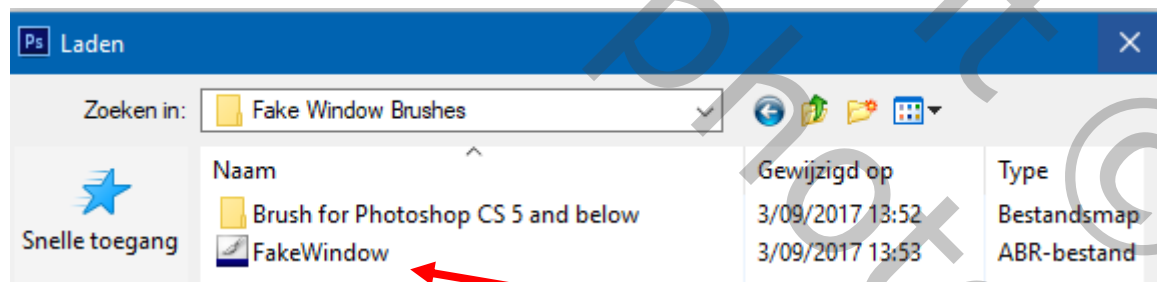 Ps Laden
Zoeken in: Fake Window Brushes
Naam Gewijzigd op Type
Brush for Photoshop CS 5 and below 3/09/2017 13:52 Bestandsmap
Snelle toegang
FakeWindow 3/09/2017 13:53 ABR-bestand